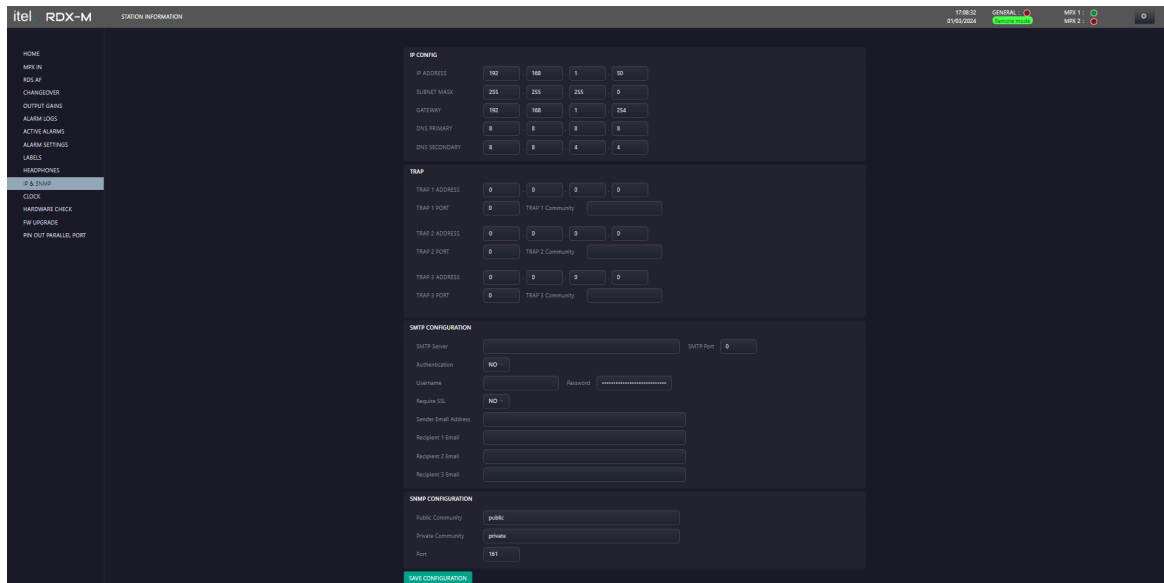 itel RDX-M STATION INFORMATION 17:08:32 GENERAL : MPX 1 :
01/03/2024 Remote mode MPX 2 :
HOME
MPX IN
RDS AF
CHANGEOVER
OUTPUT GAINS
ALARM LOGS
ACTIVE ALARMS
ALARM SETTINGS
LABELS
HEADPHONES
IP & SNMP
CLOCK
HARDWARE CHECK
FW UPGRADE
PIN OUT PARALLEL PORT
IP CONFIG
IP ADDRESS 192 . 168 . 1 . 50
SUBNET MASK 255 . 255 . 255 . 0
GATEWAY 192 . 168 . 1 . 254
DNS PRIMARY 8 . 8 . 8 . 8
DNS SECONDARY 8 . 8 . 4 . 4
TRAP
TRAP 1 ADDRESS 0 . 0 . 0 . 0
TRAP 1 PORT 0 TRAP 1 Community
TRAP 2 ADDRESS 0 . 0 . 0 . 0
TRAP 2 PORT 0 TRAP 2 Community
TRAP 3 ADDRESS 0 . 0 . 0 . 0
TRAP 3 PORT 0 TRAP 3 Community
SMTP CONFIGURATION
SMTP Server SMTP Port 0
Authentication NO
Username Password
Require SSL NO
Sender Email Address
Recipient 1 Email
Recipient 2 Email
Recipient 3 Email
SNMP CONFIGURATION
Public Community public
Private Community private
Port 161
SAVE CONFIGURATION